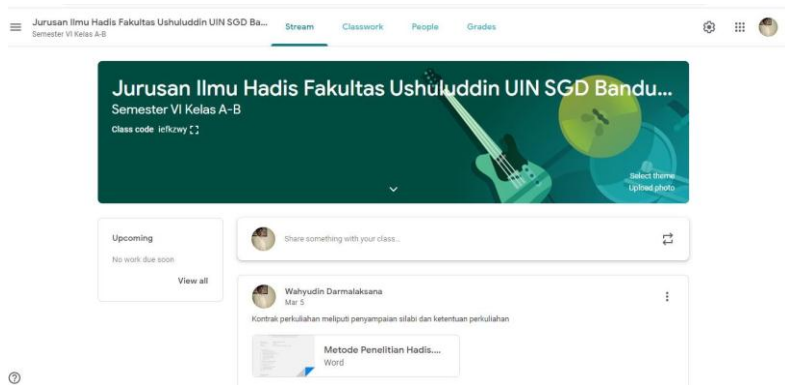 Jurusan Ilmu Hadis Fakultas Ushuluddin UIN SGD Ba...
Semester VI Kelas A-B
Stream
Classwork
People
Grades
Jurusan Ilmu Hadis Fakultas Ushuluddin UIN SGD Bandu...
Semester VI Kelas A-B
Class code iefkzwy
Select theme
Upload photo
Upcoming
No work due soon
View all
Share something with your class...
Wahyudin Darmalaksana
Mar 5
Kontrak perkuliahan meliputi penyampaian silabi dan ketentuan perkuliahan
Metode Penelitian Hadis....
Word